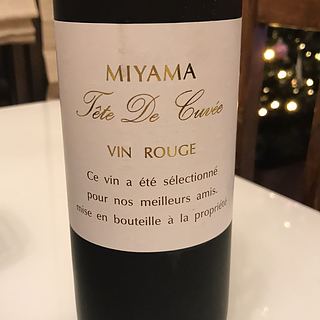 MIYAMA
Tête De Cuvée
VIN ROUGE
Ce vin a été sélectionné
pour nos meilleurs amis.
mise en bouteille à la propriété